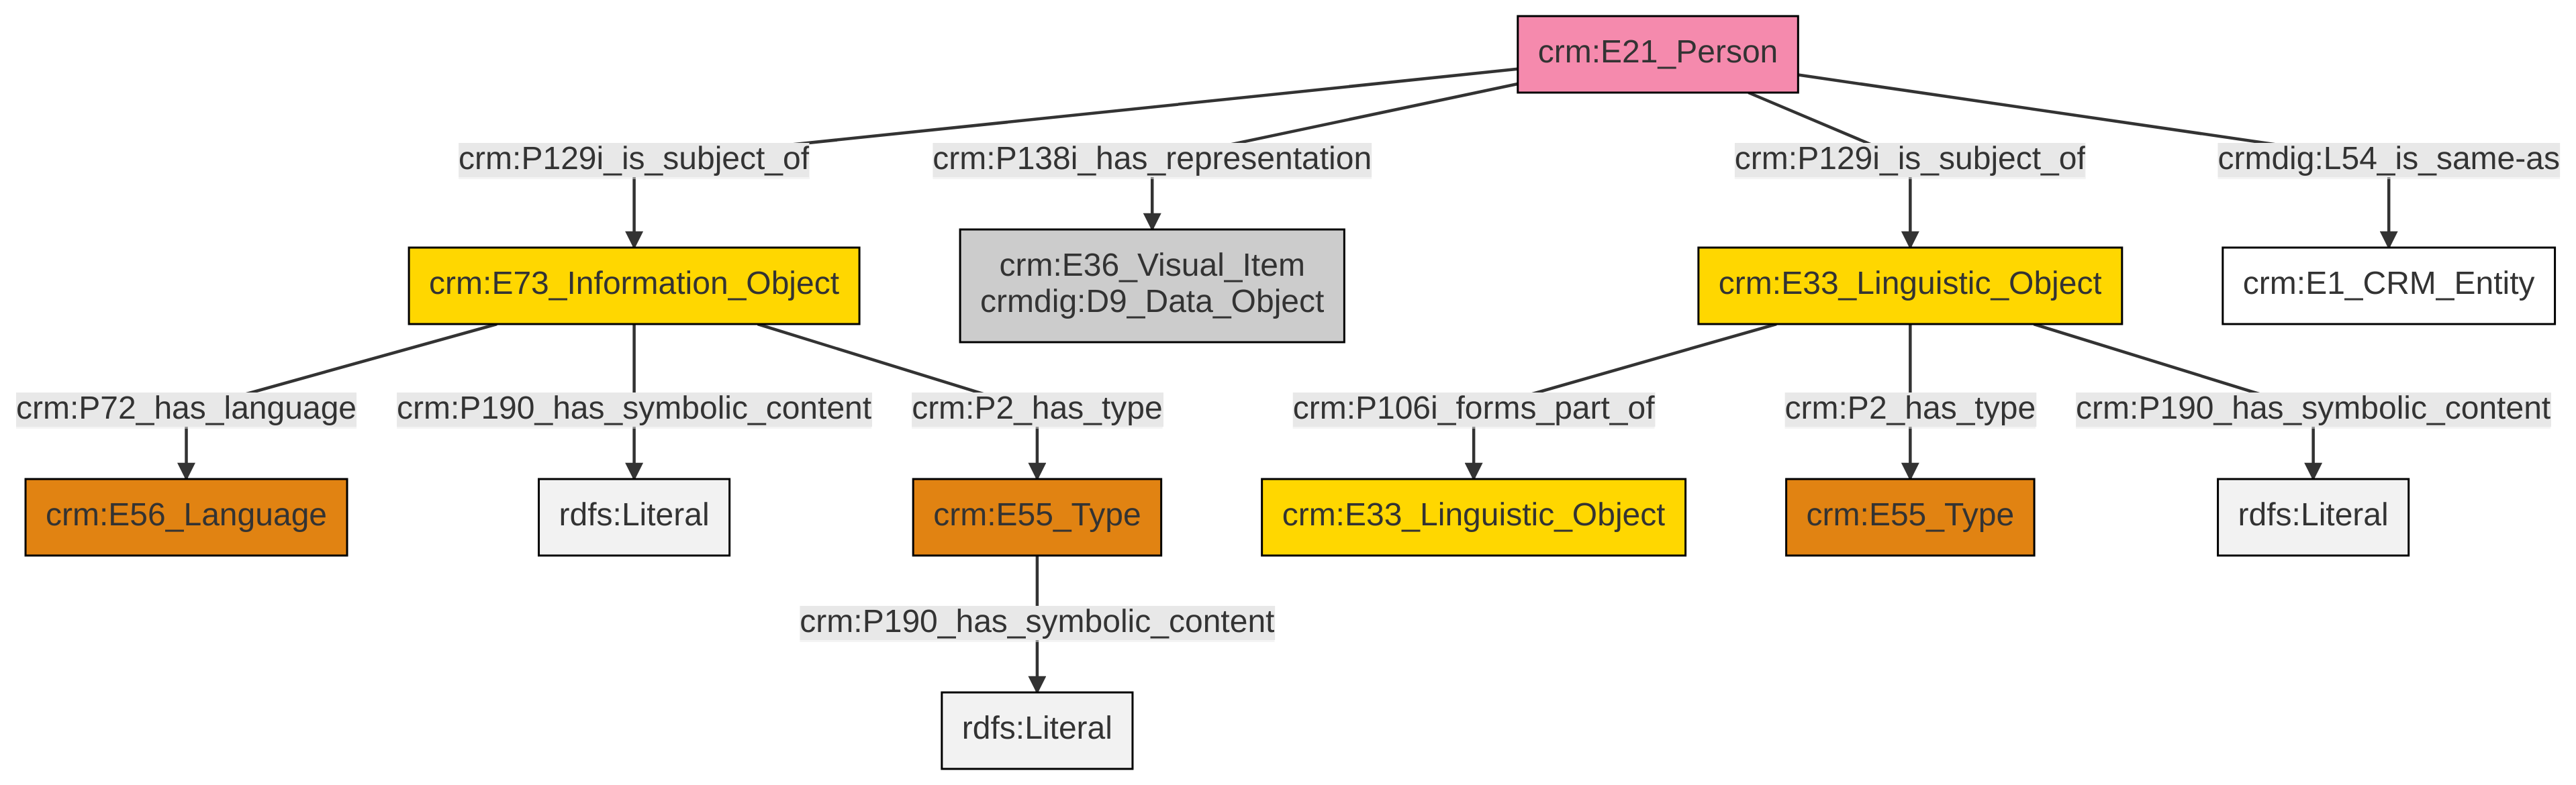 crm:E21_Person
crm:P129i_is_subject_of
crm:P138i_has_representation
crm:P129i_is_subject_of
crmdig:L54_is_same-as
crm:E73_Information_Object
crm:E36_Visual_Item
crmdig:D9_Data_Object
crm:E33_Linguistic_Object
crm:E1_CRM_Entity
crm:P72_has_language
crm:P190_has_symbolic_content
crm:P2_has_type
crm:P106i_forms_part_of
crm:P2_has_type
crm:P190_has_symbolic_content
crm:E56_Language
rdfs:Literal
crm:E55_Type
crm:E33_Linguistic_Object
crm:E55_Type
rdfs:Literal
crm:P190_has_symbolic_content
rdfs:Literal